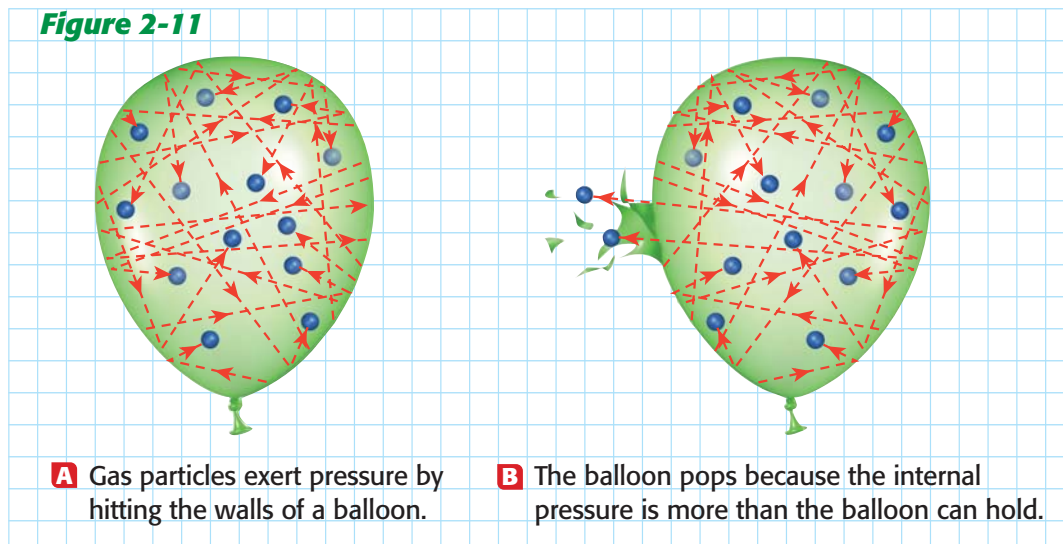 Figure 2-11
A Gas particles exert pressure by
hitting the walls of a balloon.
B The balloon pops because the internal
pressure is more than the balloon can hold.